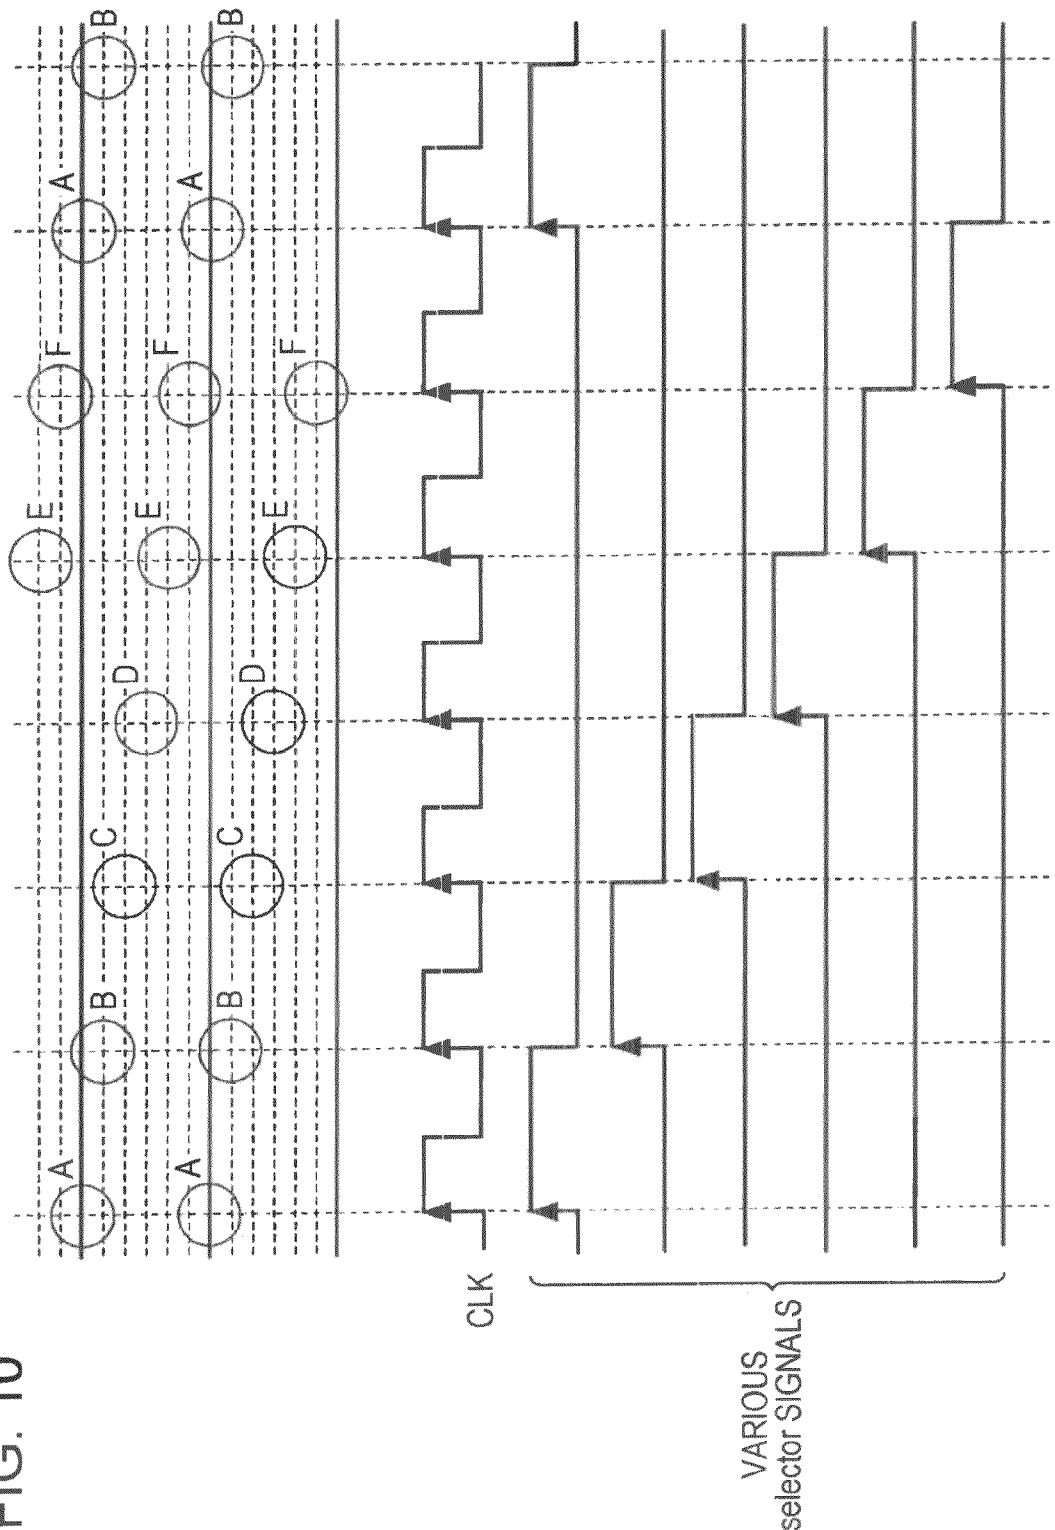 FIG. 10
E
A F A
B C B
D
E
F
A A
B C B
D
E
F
CLK
VARIOUS
selector SIGNALS